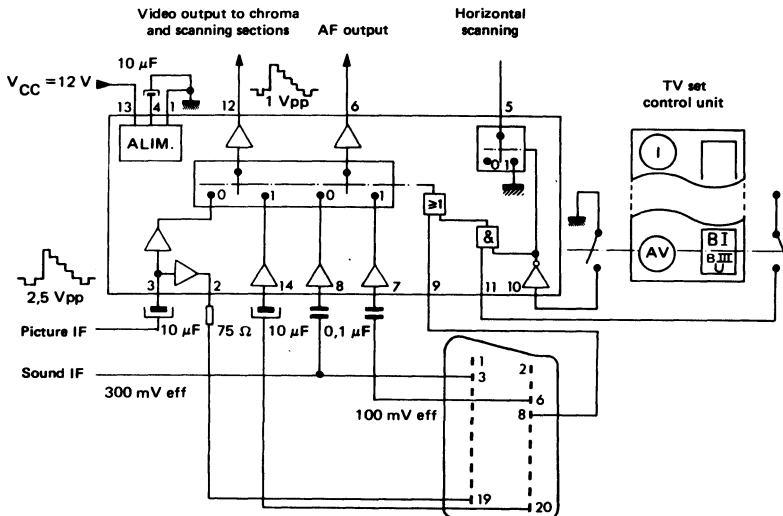 Video output to chroma
and scanning sections
AF output
Horizontal
scanning
10 µF
VCC = 12 V
13 4 1
12
1 Vpp
6
5
TV set
control unit
ALIM.
0 1
I
0 1 0 1
≥1
&
AV
BI
B.III
U
2,5 Vpp
3 2 14 8 7 9 11 10
Picture IF
10 µF
75 Ω
10 µF
0,1 µF
Sound IF
300 mV eff
100 mV eff
1
2
3
6
8
19
20